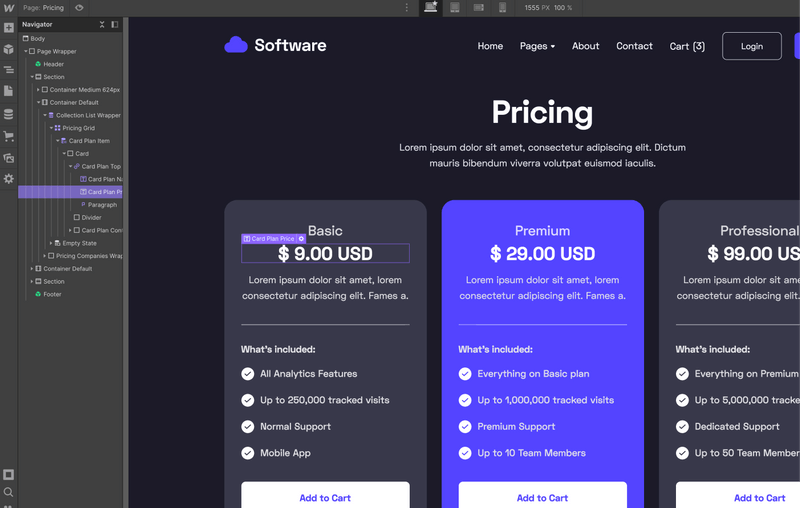 Page: Pricing
1555 PX 100 %
Navigator
Body
Page Wrapper
Header
Section
Container Medium 624px
Container Default
Collection List Wrapper
Pricing Grid
Card Plan Item
Card
Card Plan Top
Card Plan Na
Card Plan Pr
Paragraph
Divider
Card Plan Con
Empty State
Pricing Companies Wrap
Container Default
Section
Footer
Software
Home Pages About Contact Cart (3) Login
Pricing
Lorem ipsum dolor sit amet, consectetur adipiscing elit. Dictum
mauris bibendum viverra volutpat euismod iaculis.
Basic
Card Plan Price
$ 9.00 USD
Lorem ipsum dolor sit amet, lorem
consectetur adipiscing elit. Fames a.
What's included:
All Analytics Features
Up to 250,000 tracked visits
Normal Support
Mobile App
Add to Cart
Premium
$ 29.00 USD
Lorem ipsum dolor sit amet, lorem
consectetur adipiscing elit. Fames a.
What's included:
Everything on Basic plan
Up to 1,000,000 tracked visits
Premium Support
Up to 10 Team Members
Add to Cart
Professional
$ 99.00 US
Lorem ipsum dolor sit
consectetur adipiscing
What's included:
Everything on Premium
Up to 5,000,000 tracke
Dedicated Support
Up to 50 Team Membe
Add to Cart